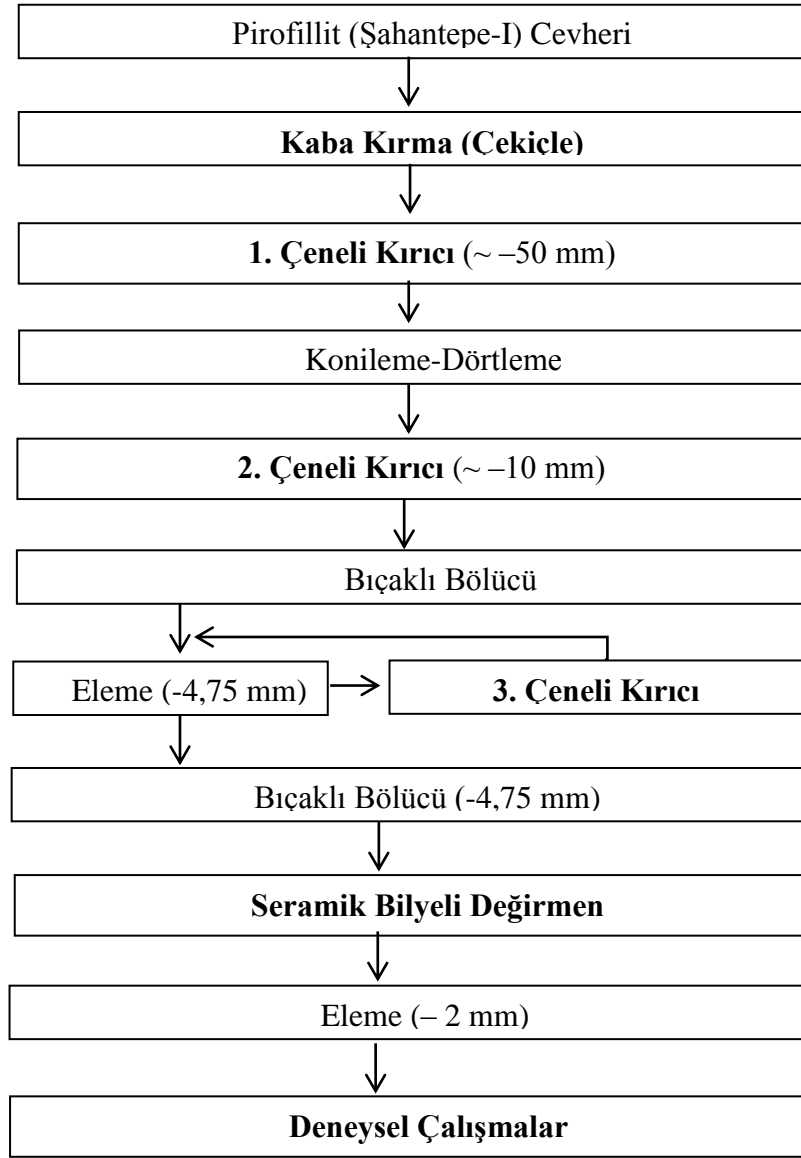 Pirofillit (Şahantepe-I) Cevheri
Kaba Kırma (Çekiçle)
1. Çeneli Kırıcı (~ –50 mm)
Konileme-Dörtleme
2. Çeneli Kırıcı (~ –10 mm)
Bıçaklı Bölücü
Eleme (-4,75 mm)
3. Çeneli Kırıcı
Bıçaklı Bölücü (-4,75 mm)
Seramik Bilyeli Değirmen
Eleme (– 2 mm)
Deneysel Çalışmalar